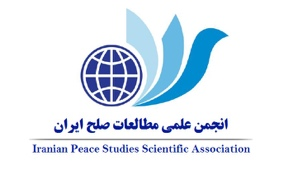 انجمن علمی مطالعات صلح ایران
Iranian Peace Studies Scientific Association